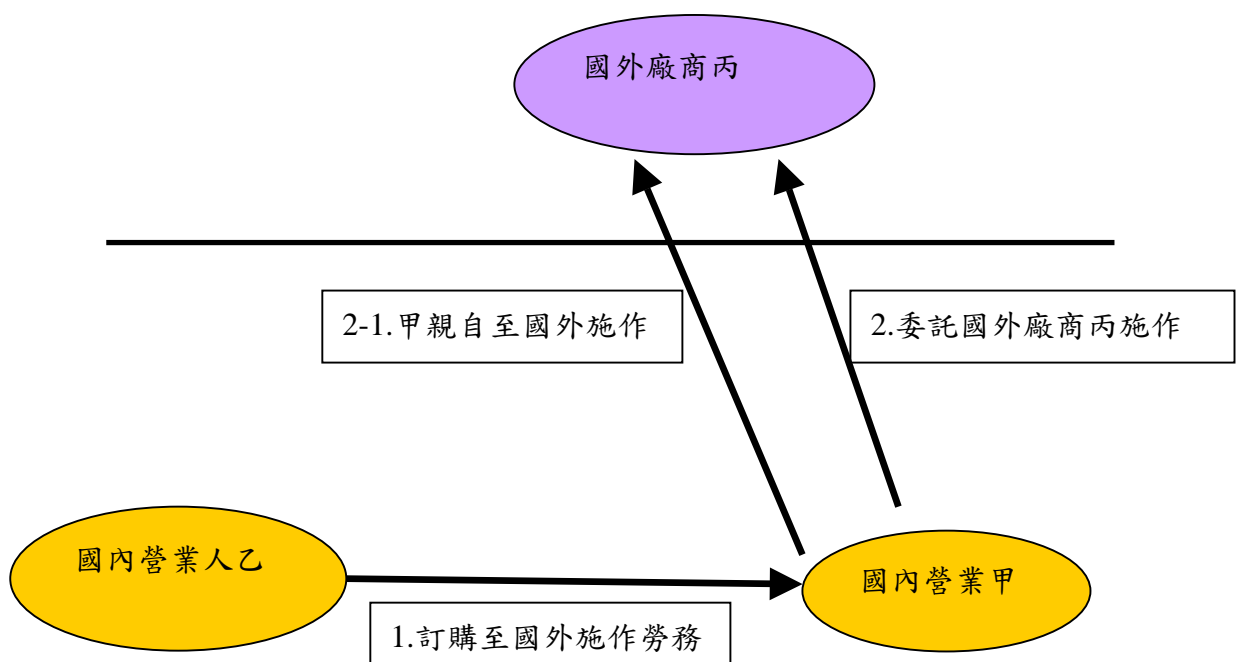 國外廠商丙
2-1.甲親自至國外施作
2.委託國外廠商丙施作
國內營業人乙
國內營業甲
1.訂購至國外施作勞務